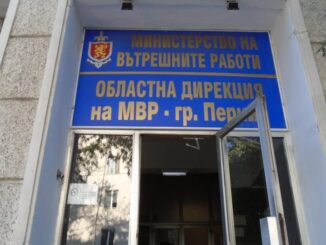 МИНИСТЕРСТВО НА
ВЪТРЕШНИТЕ РАБОТИ
ОБЛАСТНА ДИРЕКЦИЯ
на МВР - гр.